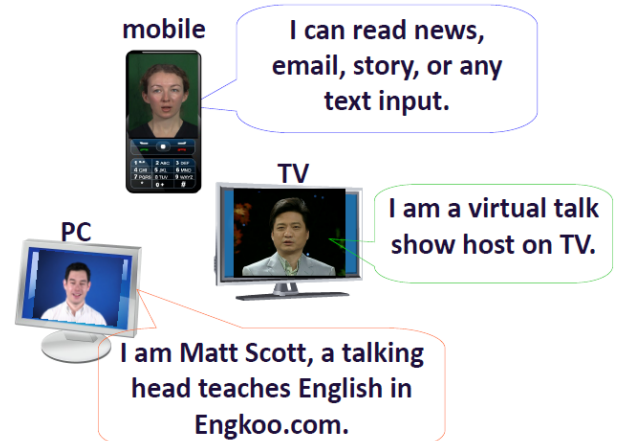 mobile
I can read news,
email, story, or any
text input.
TV
I am a virtual talk
show host on TV.
PC
I am Matt Scott, a talking
head teaches English in
Engkoo.com.